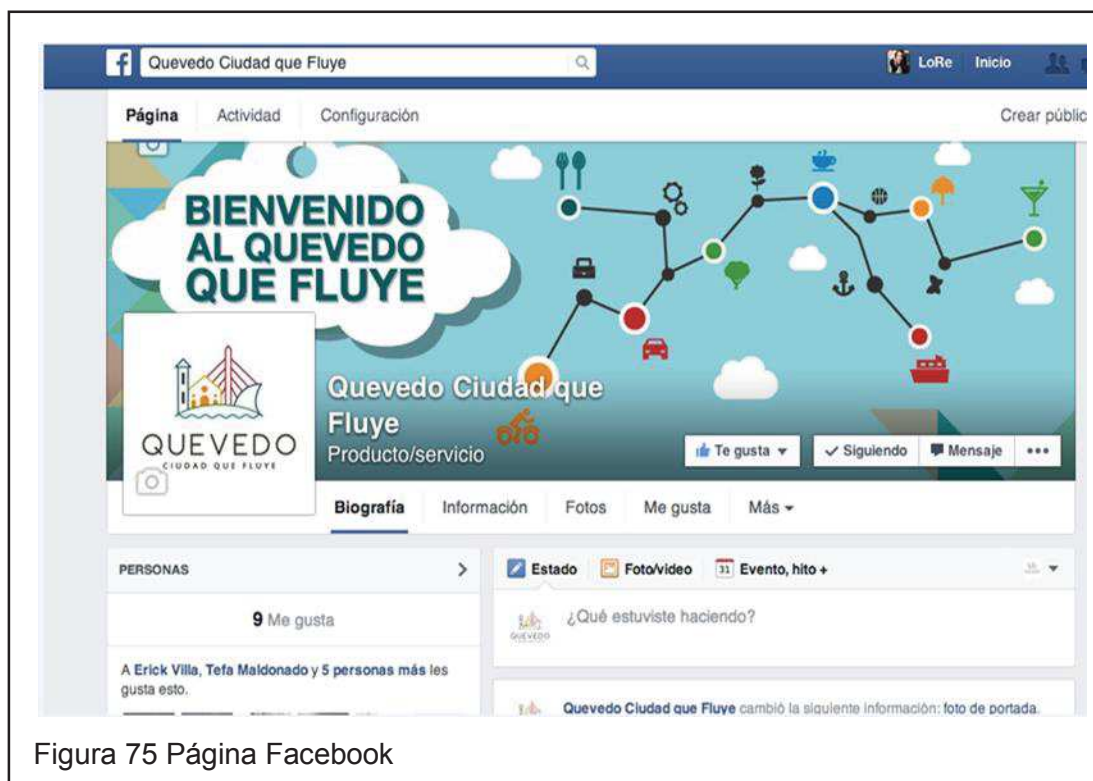 Quevedo Ciudad que Fluye
LoRe Inicio
Página Actividad Configuración
Crear públic
BIENVENIDO
AL QUEVEDO
QUE FLUYE
QUEVEDO
CIUDAD QUE FLUYE
Quevedo Ciudad que
Fluye
Producto/servicio
Te gusta Siguiendo Mensaje
Biografía Información Fotos Me gusta Más
PERSONAS
9 Me gusta
A Erick Villa, Tefa Maldonado y 5 personas más les
gusta esto.
31
Estado Foto/video Evento, hito +
QUEVEDO
¿Qué estuviste haciendo?
Quevedo Ciudad que Fluye cambió la siguiente información: foto de portada.
Figura 75 Página Facebook